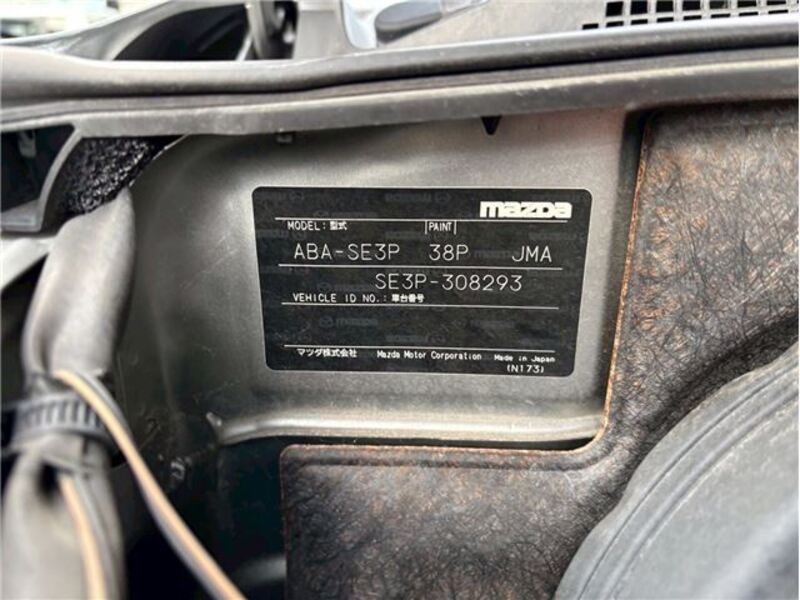 mazda
MODEL: 型式 PAINT
ABA-SE3P 38P JMA
SE3P-308293
VEHICLE ID NO.: 車台番号
マツダ株式会社 Mazda Motor Corporation Made in Japan
(N173)